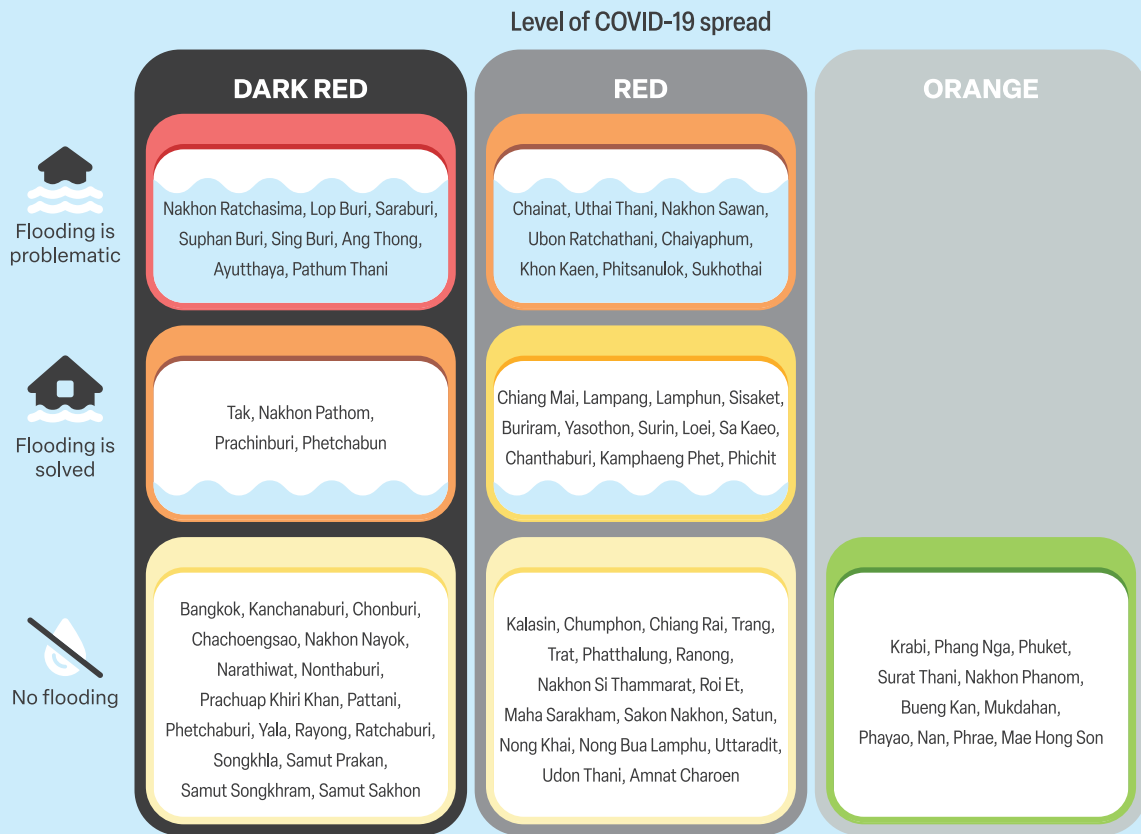 Level of COVID-19 spread
DARK RED
RED
ORANGE
Flooding is
problematic
Nakhon Ratchasima, Lop Buri, Saraburi,
Suphan Buri, Sing Buri, Ang Thong,
Ayutthaya, Pathum Thani
Chainat, Uthai Thani, Nakhon Sawan,
Ubon Ratchathani, Chaiyaphum,
Khon Kaen, Phitsanulok, Sukhothai
Flooding is
solved
Tak, Nakhon Pathom,
Prachinburi, Phetchabun
Chiang Mai, Lampang, Lamphun, Sisaket,
Buriram, Yasothon, Surin, Loei, Sa Kaeo,
Chanthaburi, Kamphaeng Phet, Phichit
No flooding
Bangkok, Kanchanaburi, Chonburi,
Chachoengsao, Nakhon Nayok,
Narathiwat, Nonthaburi,
Prachuap Khiri Khan, Pattani,
Phetchaburi, Yala, Rayong, Ratchaburi,
Songkhla, Samut Prakan,
Samut Songkhram, Samut Sakhon
Kalasin, Chumphon, Chiang Rai, Trang,
Trat, Phatthalung, Ranong,
Nakhon Si Thammarat, Roi Et,
Maha Sarakham, Sakon Nakhon, Satun,
Nong Khai, Nong Bua Lamphu, Uttaradit,
Udon Thani, Amnat Charoen
Krabi, Phang Nga, Phuket,
Surat Thani, Nakhon Phanom,
Bueng Kan, Mukdahan,
Phayao, Nan, Phrae, Mae Hong Son